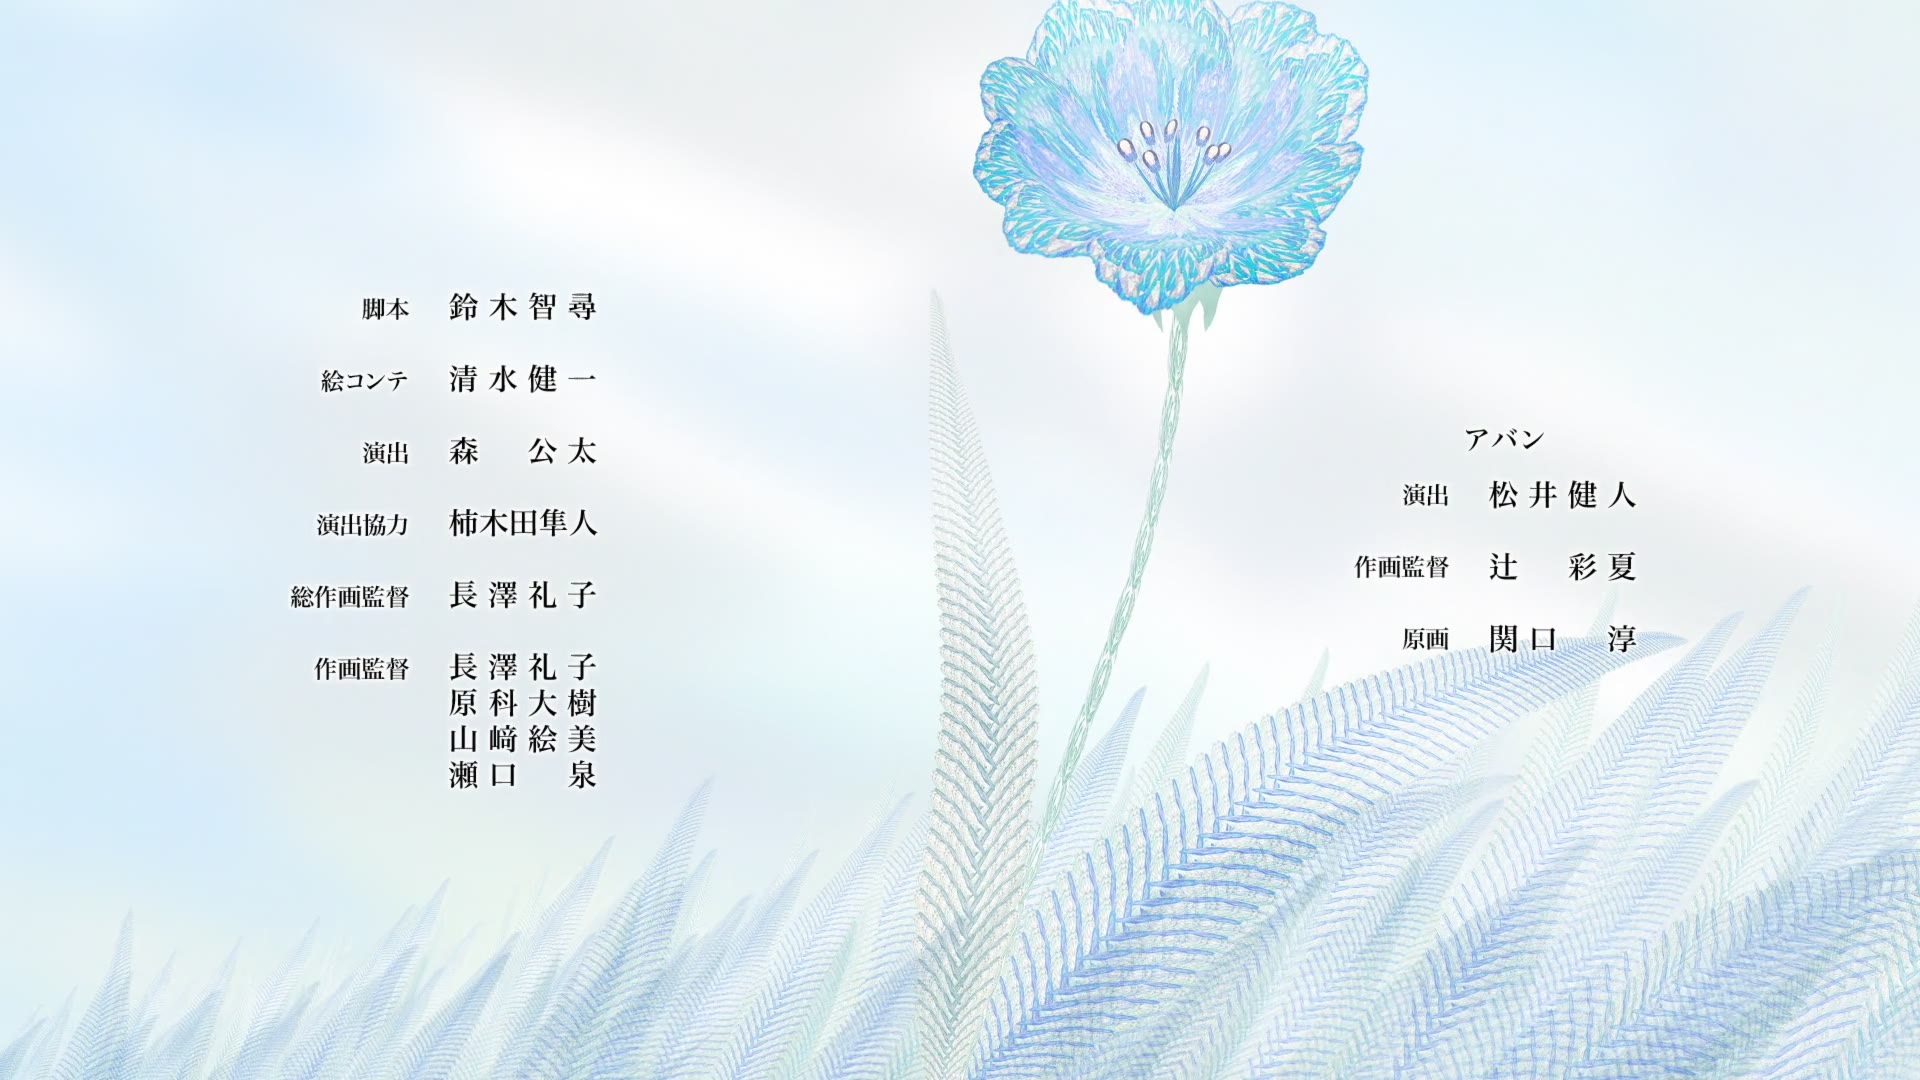 脚本 鈴木智尋
絵コンテ 清水健一
演出 森 公太
演出協力 柿木田隼人
総作画監督 長澤礼子
作画監督 長澤礼子
原科大樹
山﨑絵美
瀬口 泉
アバン
演出 松井健人
作画監督 辻 彩夏
原画 関口 淳